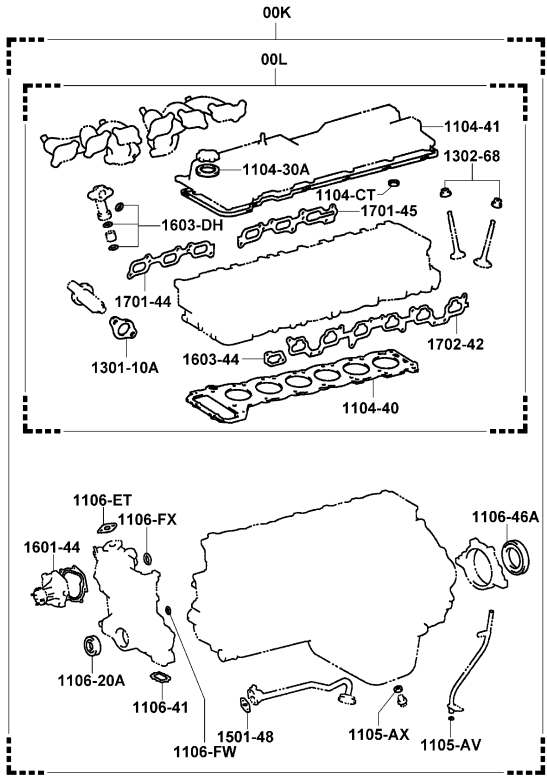 00K
00L
1104-41
1302-68
1104-30A
1104-CT
1701-45
1603-DH
1701-44
1702-42
1603-44
1301-10A
1104-40
1106-ET
1106-46A
1106-FX
1601-44
1106-20A
1106-41
1501-48
1105-AX
1105-AV
1106-FW